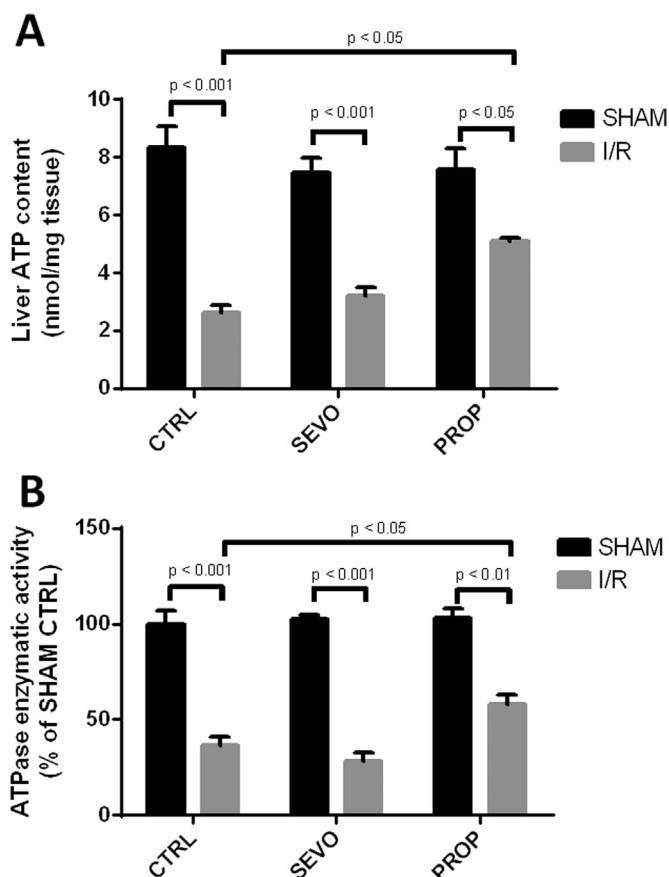 A
p < 0.05
p < 0.001
p < 0.001
p < 0.05
SHAM
I/R
Liver ATP content
(nmol/mg tissue)
10
8
6
4
2
0
CTRL
SEVO
PROP
B
p < 0.05
p < 0.001
p < 0.001
p < 0.01
SHAM
I/R
ATPase enzymatic activity
(% of SHAM CTRL)
150
100
50
0
CTRL
SEVO
PROP